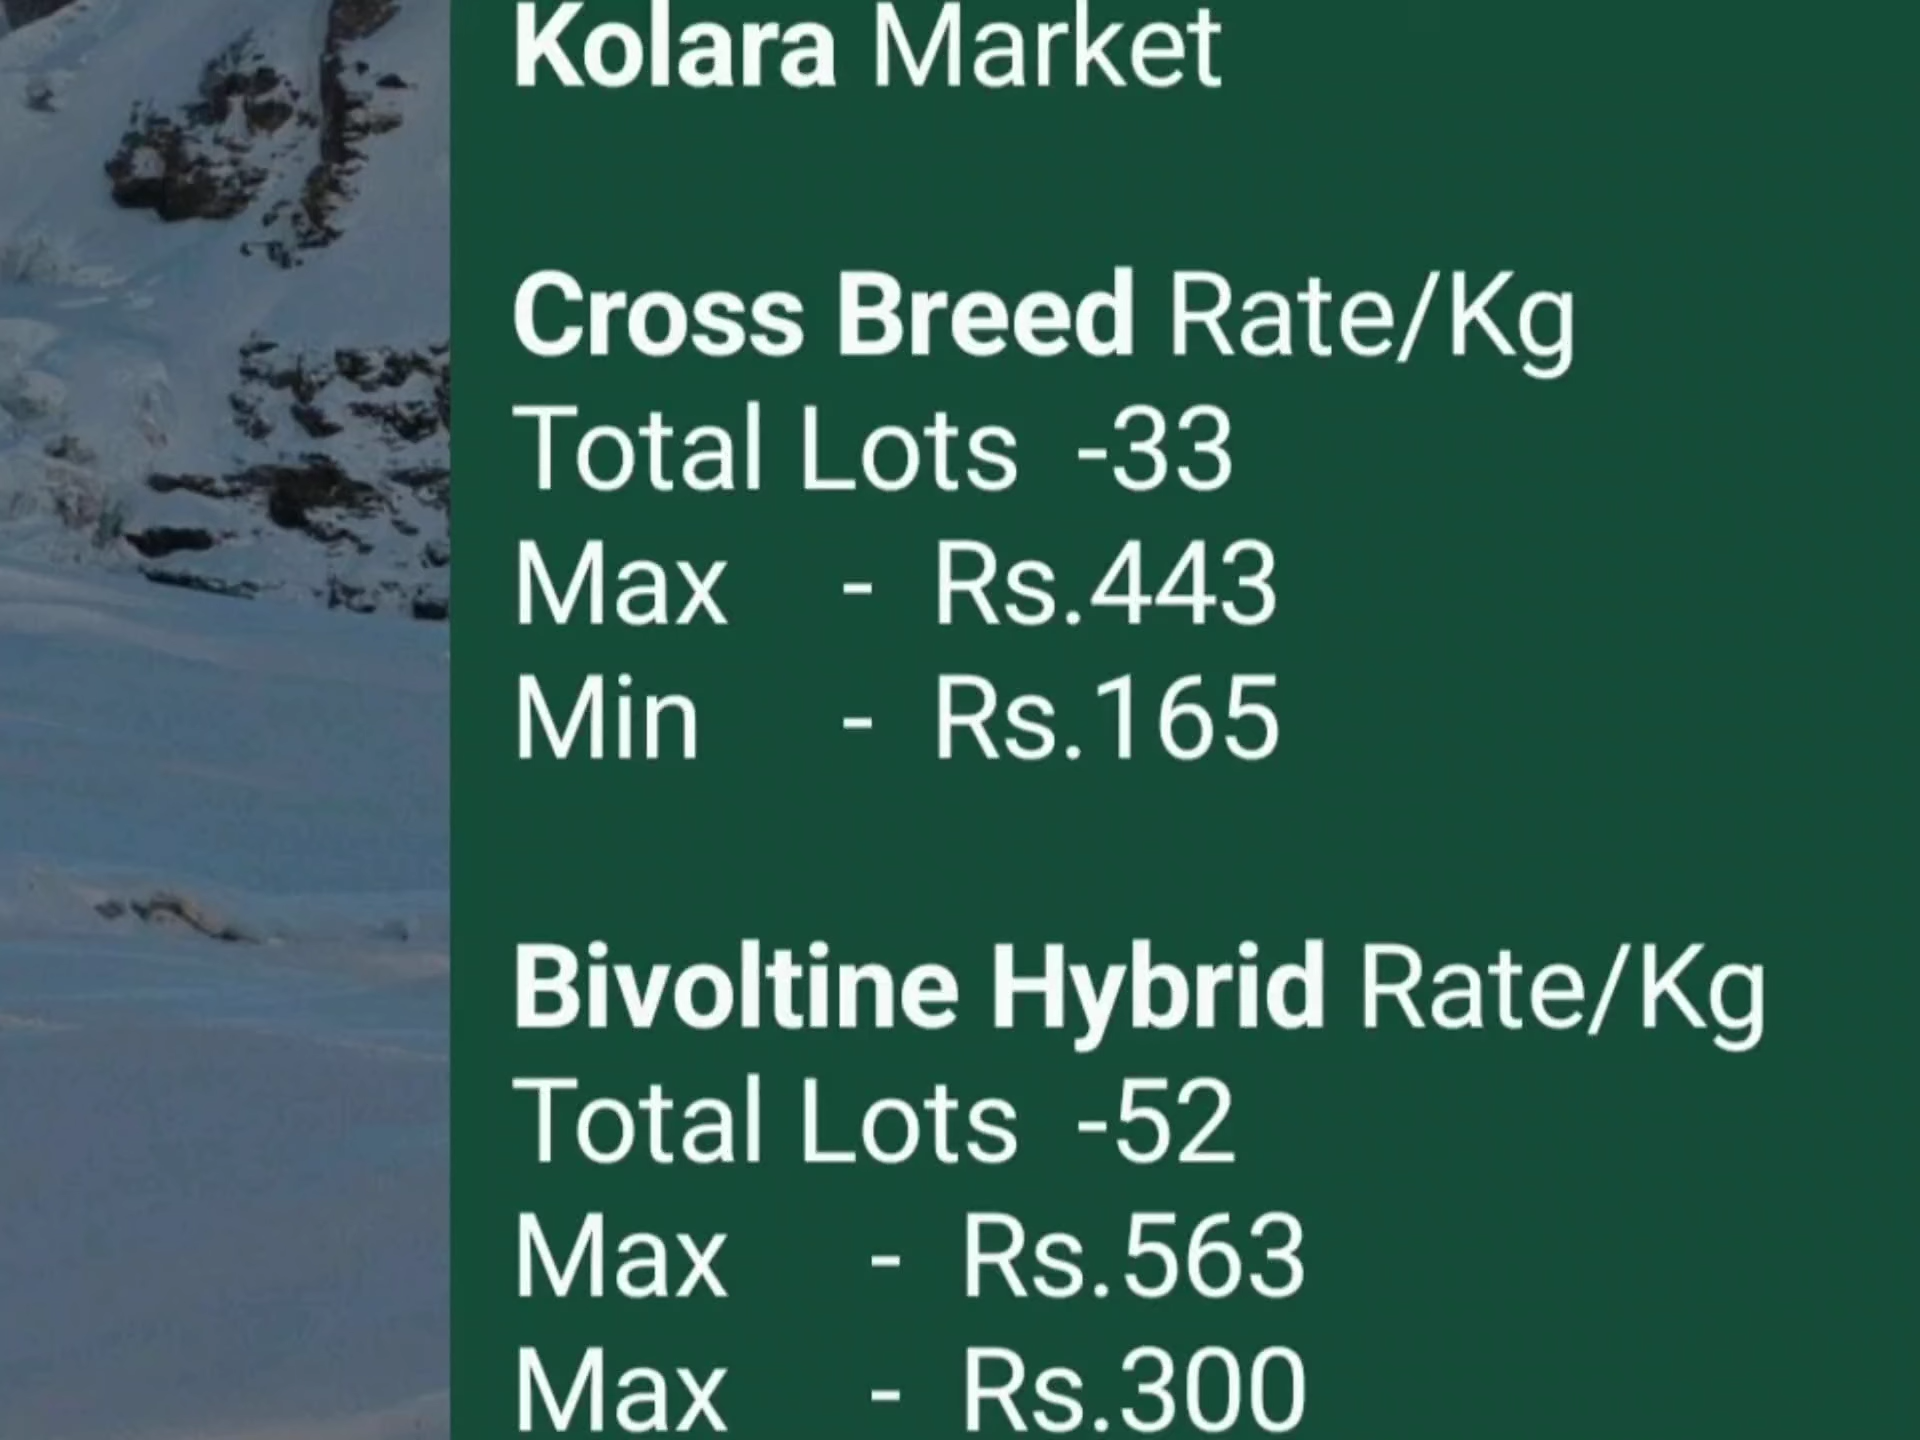 Kolara Market
Cross Breed Rate/Kg
Total Lots -33
Max - Rs.443
Min - Rs.165
Bivoltine Hybrid Rate/Kg
Total Lots -52
Max - Rs.563
Max - Rs.300